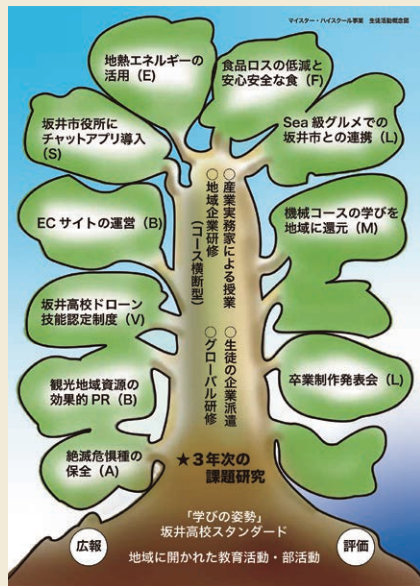 マイスター・ハイスクール事業 生徒活動概念図
地熱エネルギーの
活用 (E)
食品ロスの低減と
安心安全な食 (F)
坂井市役所に
チャットアプリ導入
(S)
Sea 級グルメでの
坂井市との連携 (L)
EC サイトの運営 (B)
機械コースの学びを
地域に還元 (M)
坂井高校ドローン
技能認定制度 (V)
観光地域資源の
効果的 PR (B)
卒業制作発表会 (L)
絶滅危惧種の
保全 (A)
○産業実務家による授業
○地域企業研修
(コース横断型)
○生徒の企業派遣
○グローバル研修
★3年次の
課題研究
「学びの姿勢」
坂井高校スタンダード
広報
評価
地域に開かれた教育活動・部活動